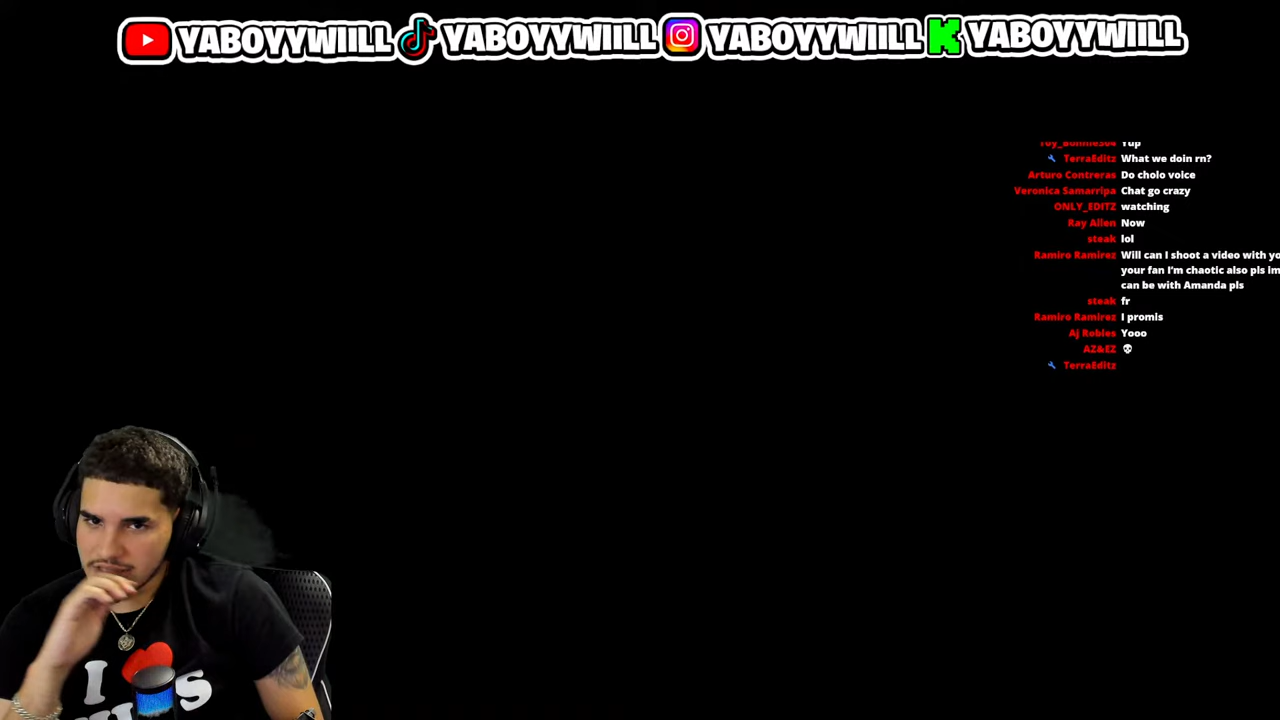 YABOYYWIILL YABOYYWIILL YABOYYWIILL K YABOYYWIILL
Yup
TerraEditz What we doin rn?
Arturo Contreras Do cholo voice
Veronica Samarripa Chat go crazy
ONLY_EDITZ watching
Ray Allen Now
steak lol
Ramiro Ramirez Will can I shoot a video with
your fan I'm chaotic also pls im
can be with Amanda pls
steak fr
Ramiro Ramirez I promis
Aj Robles Yooo
AZ&EZ 💀
TerraEditz
I